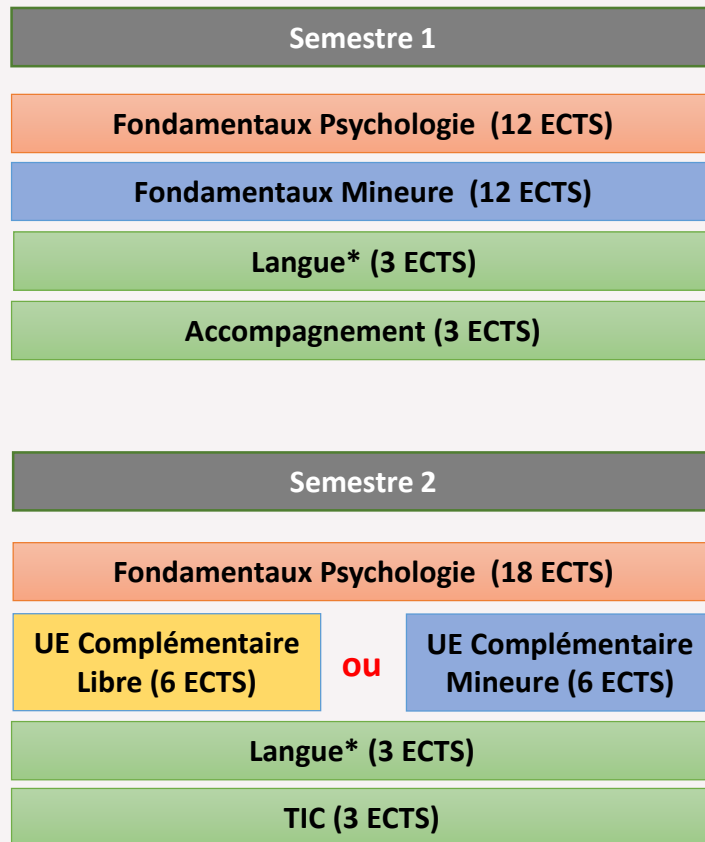 Semestre 1
Fondamentaux Psychologie (12 ECTS)
Fondamentaux Mineure (12 ECTS)
Langue* (3 ECTS)
Accompagnement (3 ECTS)
Semestre 2
Fondamentaux Psychologie (18 ECTS)
UE Complémentaire
Libre (6 ECTS)
ou
UE Complémentaire
Mineure (6 ECTS)
Langue* (3 ECTS)
TIC (3 ECTS)